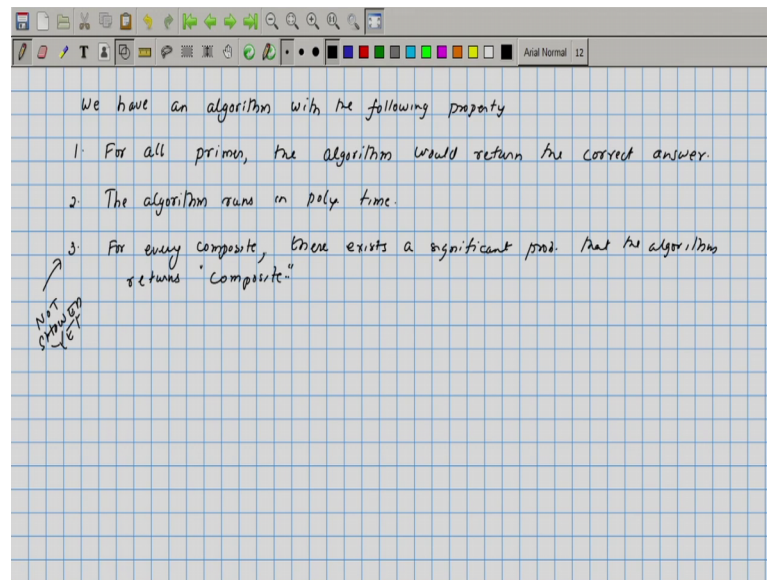 Arial Normal 12
We have an algorithm with the following property
1. For all primes, the algorithm would return the correct answer.
2. The algorithm runs in poly time.
3. For every composite, there exists a significant prob. that the algorithm
returns "composite."
NOT
SHOWED
YET